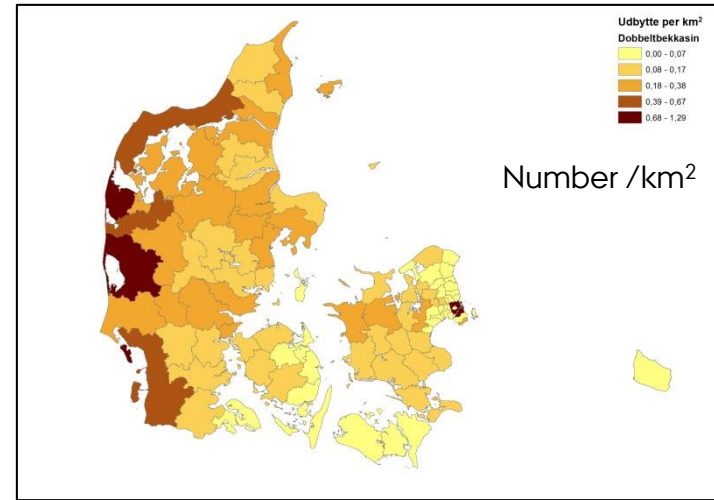 Udbytte per km²
Dobbeltbekkasin
0,00 - 0,07
0,08 - 0,17
0,18 - 0,38
0,39 - 0,67
0,68 - 1,29
Number /km²